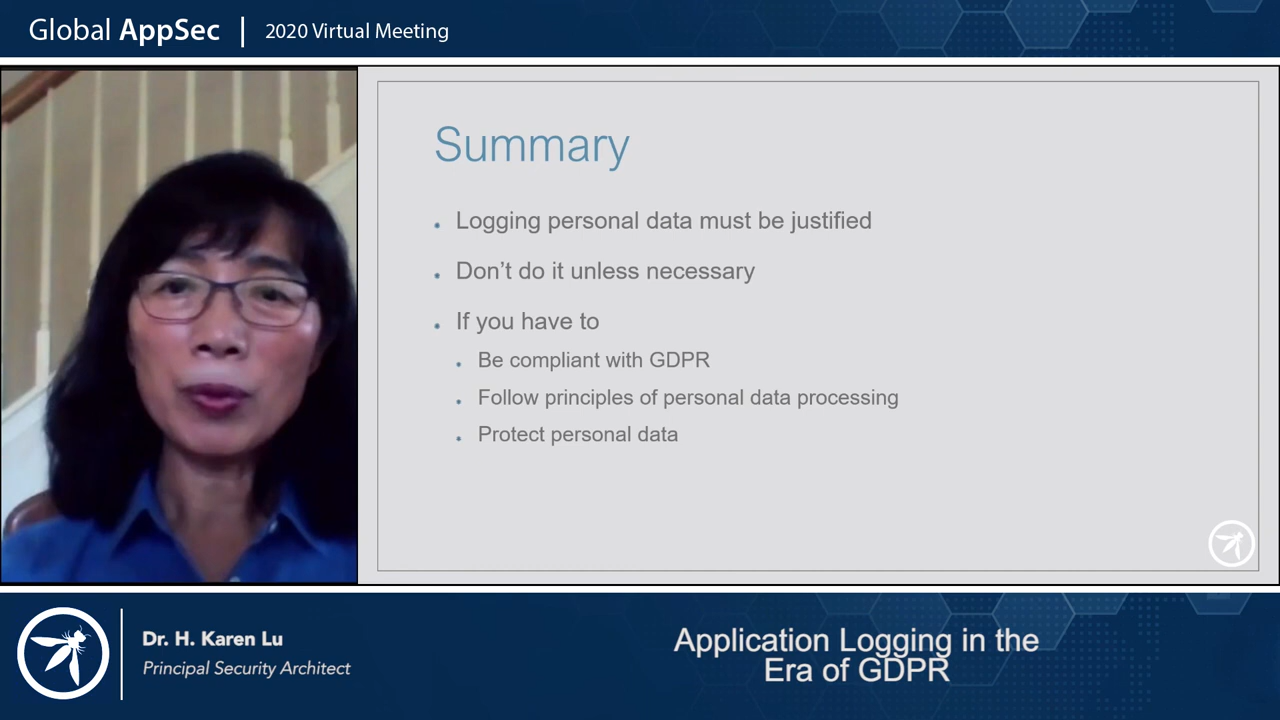 Global AppSec | 2020 Virtual Meeting
Summary
Logging personal data must be justified
Don't do it unless necessary
If you have to
Be compliant with GDPR
Follow principles of personal data processing
Protect personal data
Dr. H. Karen Lu
Principal Security Architect
Application Logging in the
Era of GDPR